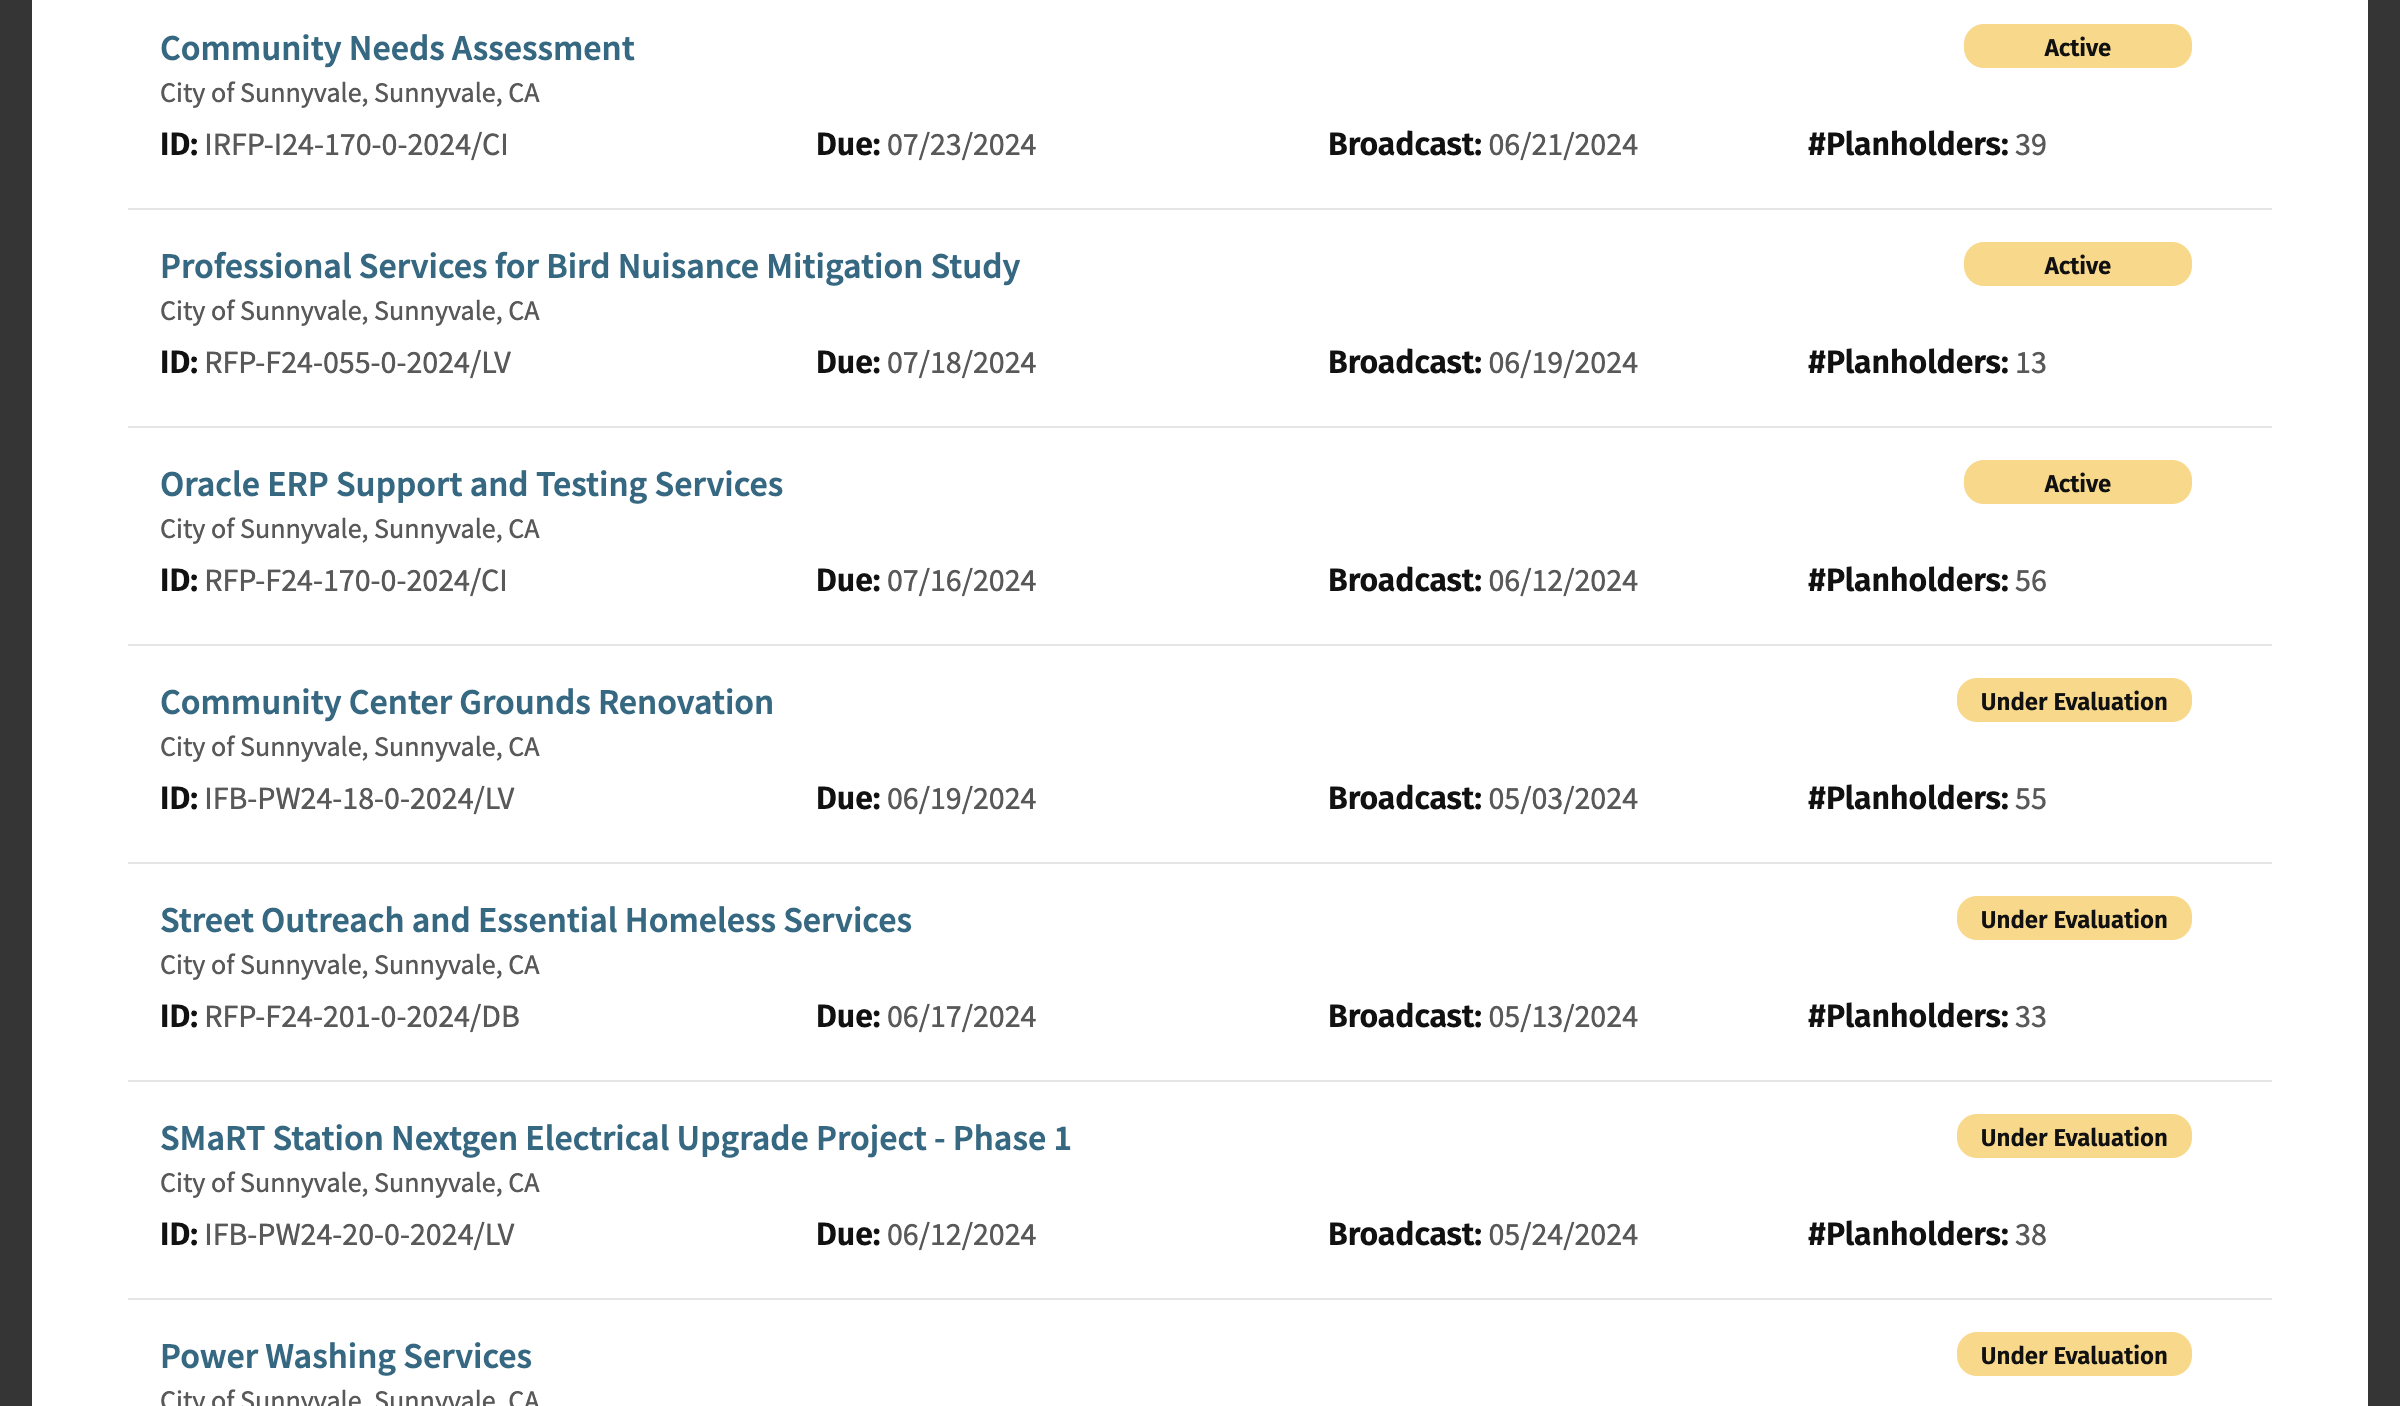 Community Needs Assessment
Active
City of Sunnyvale, Sunnyvale, CA
ID: IRFP-I24-170-0-2024/CI Due: 07/23/2024 Broadcast: 06/21/2024 #Planholders: 39
Professional Services for Bird Nuisance Mitigation Study
Active
City of Sunnyvale, Sunnyvale, CA
ID: RFP-F24-055-0-2024/LV Due: 07/18/2024 Broadcast: 06/19/2024 #Planholders: 13
Oracle ERP Support and Testing Services
Active
City of Sunnyvale, Sunnyvale, CA
ID: RFP-F24-170-0-2024/CI Due: 07/16/2024 Broadcast: 06/12/2024 #Planholders: 56
Community Center Grounds Renovation
Under Evaluation
City of Sunnyvale, Sunnyvale, CA
ID: IFB-PW24-18-0-2024/LV Due: 06/19/2024 Broadcast: 05/03/2024 #Planholders: 55
Street Outreach and Essential Homeless Services
Under Evaluation
City of Sunnyvale, Sunnyvale, CA
ID: RFP-F24-201-0-2024/DB Due: 06/17/2024 Broadcast: 05/13/2024 #Planholders: 33
SMaRT Station Nextgen Electrical Upgrade Project - Phase 1
Under Evaluation
City of Sunnyvale, Sunnyvale, CA
ID: IFB-PW24-20-0-2024/LV Due: 06/12/2024 Broadcast: 05/24/2024 #Planholders: 38
Power Washing Services
Under Evaluation
City of Sunnyvale, Sunnyvale, CA